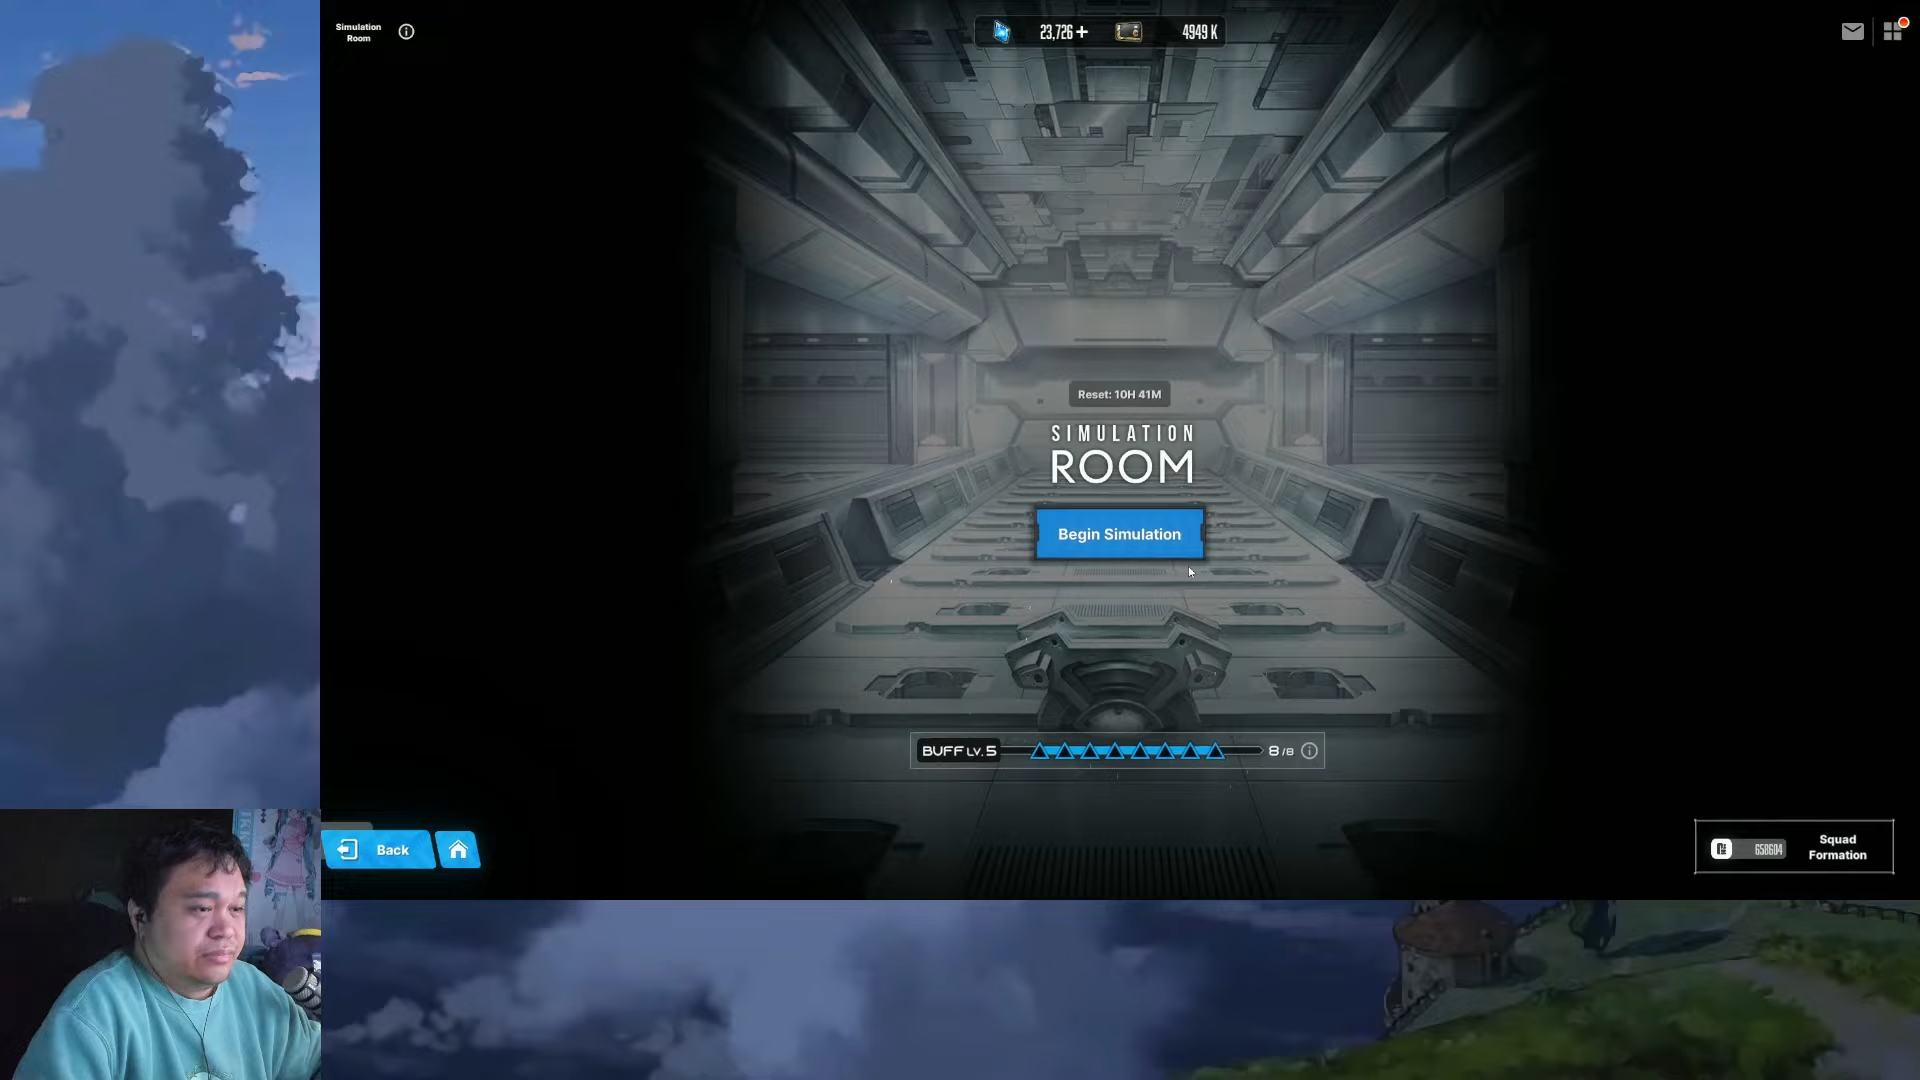 Simulation
Room
23,726 +
4949 K
Reset: 10H 41M
SIMULATION
ROOM
Begin Simulation
BUFF LV. 5
8/8
Back
658604
Squad
Formation